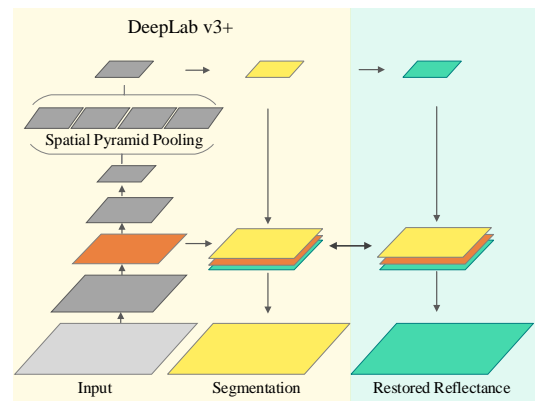 DeepLab v3+
Spatial Pyramid Pooling
Input
Segmentation
Restored Reflectance